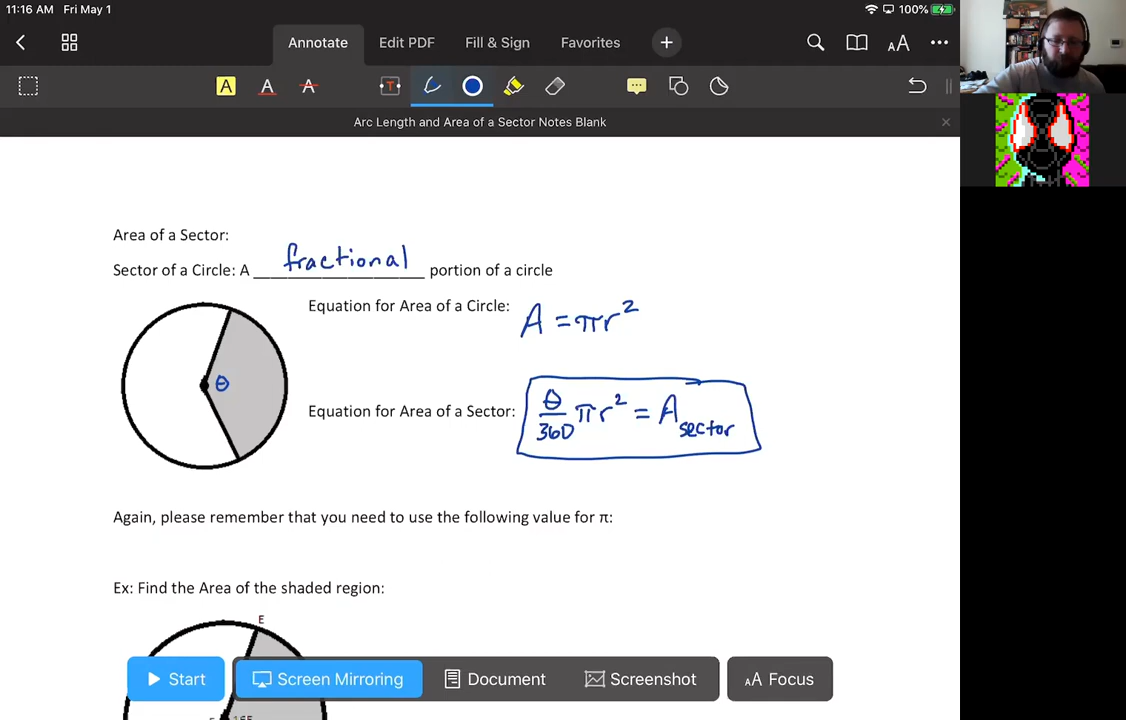 11:16 AM Fri May 1
100%
Annotate Edit PDF Fill & Sign Favorites
AA
A A A T
Arc Length and Area of a Sector Notes Blank
Area of a Sector:
Sector of a Circle: A fractional portion of a circle
Equation for Area of a Circle: A = πr²
θ
Equation for Area of a Sector: θ/360 πr² = A sector
Again, please remember that you need to use the following value for π:
Ex: Find the Area of the shaded region:
E
Start Screen Mirroring Document Screenshot AA Focus
165